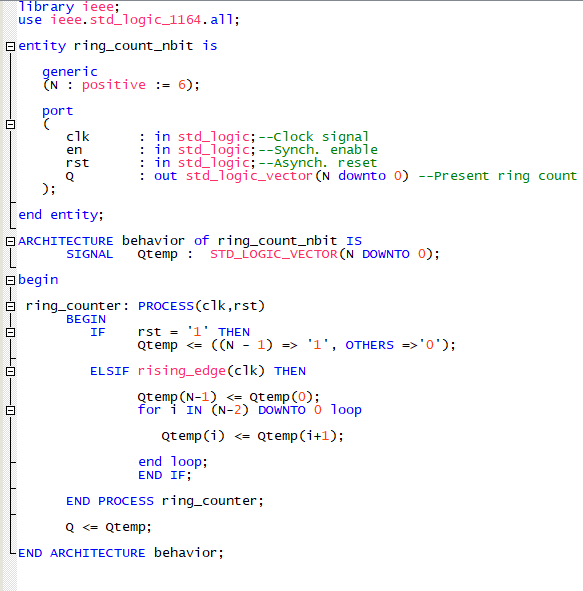 library ieee;
use ieee.std_logic_1164.all;
entity ring_count_nbit is
generic
(N : positive := 6);
port
(
clk : in std_logic;--Clock signal
en : in std_logic;--Synch. enable
rst : in std_logic;--Asynch. reset
Q : out std_logic_vector(N downto 0) --Present ring count
);
end entity;
ARCHITECTURE behavior of ring_count_nbit IS
SIGNAL Qtemp : STD_LOGIC_VECTOR(N DOWNTO 0);
begin
ring_counter: PROCESS(clk,rst)
BEGIN
IF rst = '1' THEN
Qtemp <= ((N - 1) => '1', OTHERS =>'0');
ELSIF rising_edge(clk) THEN
Qtemp(N-1) <= Qtemp(0);
for i IN (N-2) DOWNTO 0 loop
Qtemp(i) <= Qtemp(i+1);
end loop;
END IF;
END PROCESS ring_counter;
Q <= Qtemp;
END ARCHITECTURE behavior;